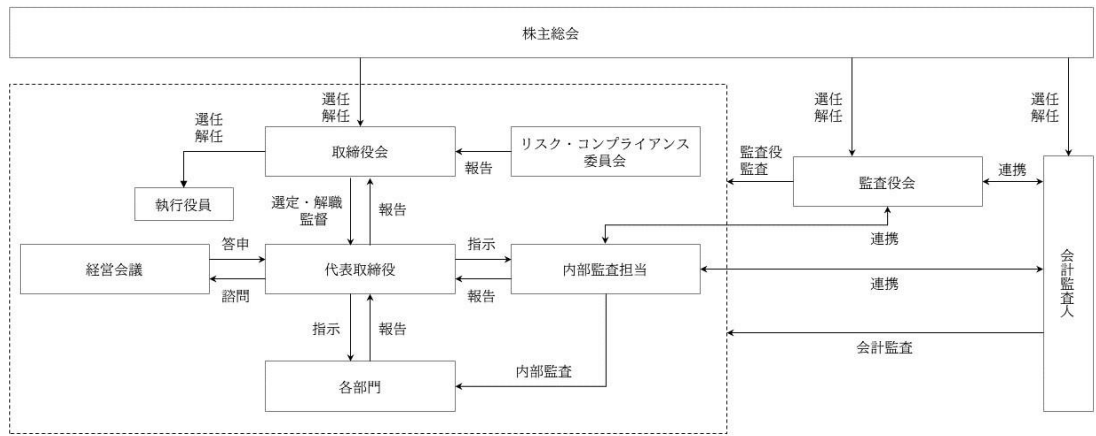 株主総会
選任
解任
選任
解任
選任
解任
選任
解任
取締役会
リスク・コンプライアンス
委員会
報告
監査役
監査
監査役会
連携
執行役員
選定・解職
監督
報告
連携
答申
指示
経営会議
代表取締役
内部監査担当
諮問
報告
連携
会計監査人
指示
報告
会計監査
内部監査
各部門